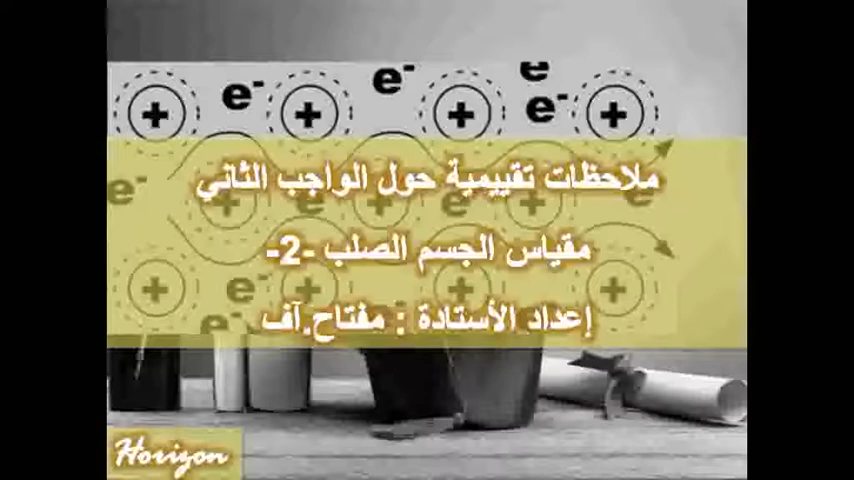 e⁻ e⁻ e
+ + + + e⁻
ملاحظات تقييمية حول الواجب الثاني
e⁻ + e + e
مقياس الجسم الصلب -2-
+ e⁻ + + +
إعداد الأستاذة : مفتاح.آف
e⁻
Horizon